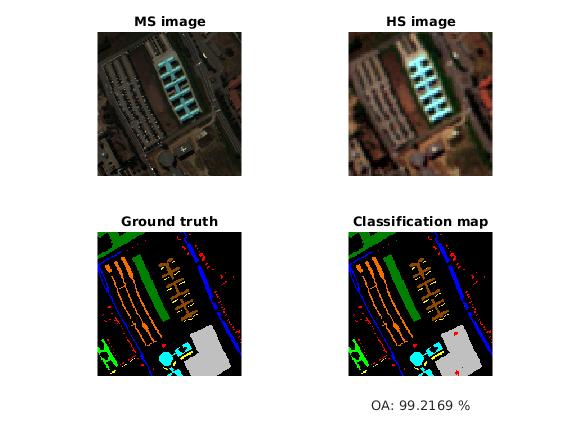 MS image
HS image
Ground truth
Classification map
OA: 99.2169 %